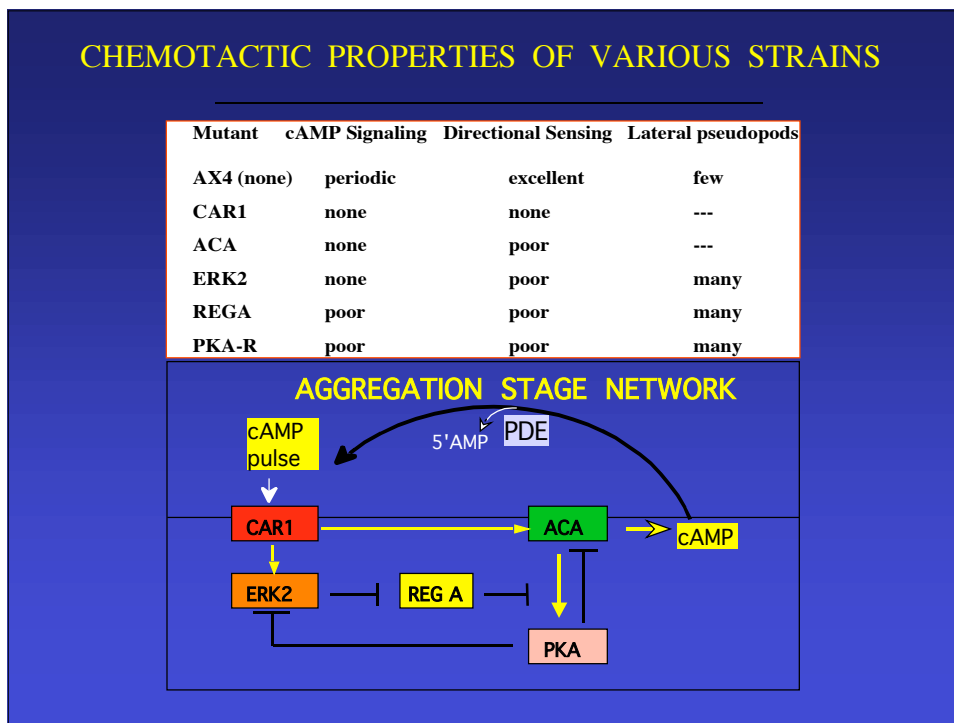 CHEMOTACTIC PROPERTIES OF VARIOUS STRAINS
Mutant cAMP Signaling Directional Sensing Lateral pseudopods
AX4 (none) periodic excellent few
CAR1 none none ---
ACA none poor ---
ERK2 none poor many
REGA poor poor many
PKA-R poor poor many
AGGREGATION STAGE NETWORK
cAMP
pulse
5'AMP
PDE
CAR1
ACA
cAMP
ERK2
REG A
PKA